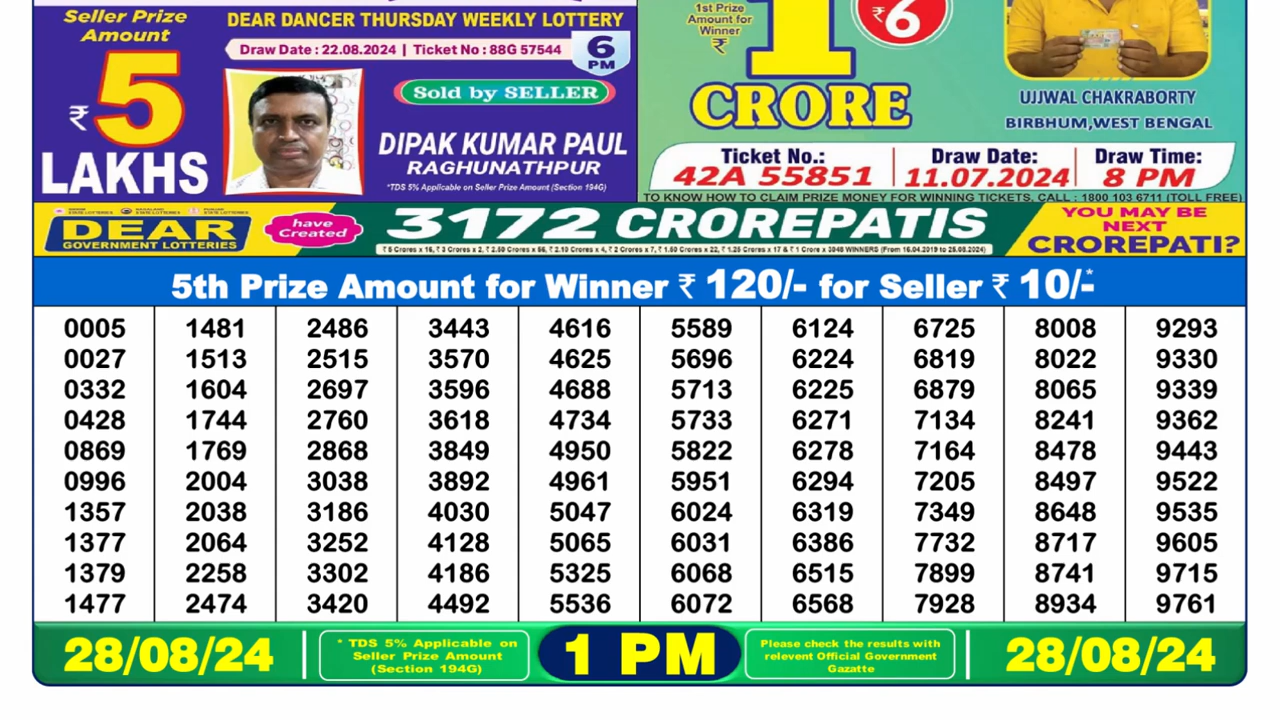 Seller Prize
Amount
₹5
LAKHS
DEAR DANCER THURSDAY WEEKLY LOTTERY
Draw Date : 22.08.2024 | Ticket No : 88G 57544
6
PM
Sold by SELLER
DIPAK KUMAR PAUL
RAGHUNATHPUR
*TDS 5% Applicable on Seller Prize Amount (Section 194G)
1st Prize
Amount for
Winner
₹
1
CRORE
₹6
UJJWAL CHAKRABORTY
BIRBHUM,WEST BENGAL
Ticket No.:
42A 55851
Draw Date:
11.07.2024
Draw Time:
8 PM
TO KNOW HOW TO CLAIM PRIZE MONEY FOR WINNING TICKETS, CALL : 1800 103 6711 (TOLL FREE)
DEAR
GOVERNMENT LOTTERIES
have
Created
3172 CROREPATIS
YOU MAY BE
NEXT
CROREPATI?
5th Prize Amount for Winner ₹ 120/- for Seller ₹ 10/-*
0005 1481 2486 3443 4616 5589 6124 6725 8008 9293
0027 1513 2515 3570 4625 5696 6224 6819 8022 9330
0332 1604 2697 3596 4688 5713 6225 6879 8065 9339
0428 1744 2760 3618 4734 5733 6271 7134 8241 9362
0869 1769 2868 3849 4950 5822 6278 7164 8478 9443
0996 2004 3038 3892 4961 5951 6294 7205 8497 9522
1357 2038 3186 4030 5047 6024 6319 7349 8648 9535
1377 2064 3252 4128 5065 6031 6386 7732 8717 9605
1379 2258 3302 4186 5325 6068 6515 7899 8741 9715
1477 2474 3420 4492 5536 6072 6568 7928 8934 9761
28/08/24
* TDS 5% Applicable on
Seller Prize Amount
(Section 194G)
1 PM
Please check the results with
relevent Official Government
Gazatte
28/08/24